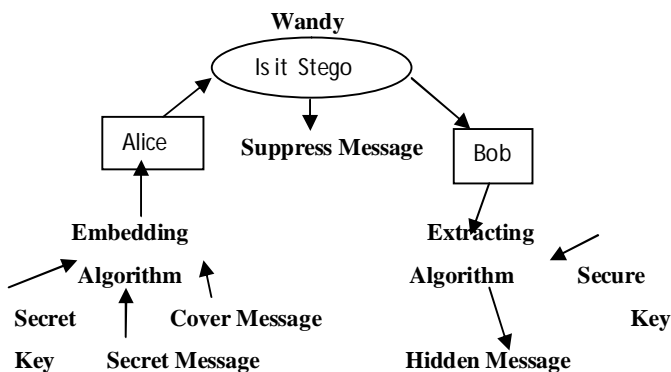 Wandy
Is it Stego
Alice
Suppress Message
Bob
Embedding
Algorithm
Secret
Key
Secret Message
Cover Message
Extracting
Algorithm
Secure
Key
Hidden Message